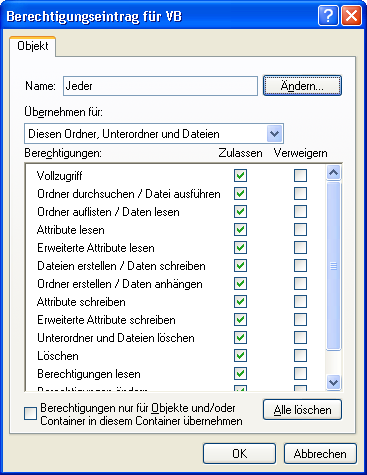 Berechtigungseintrag für VB
Objekt
Name: Jeder Ändern...
Übernehmen für:
Diesen Ordner, Unterordner und Dateien
Berechtigungen: Zulassen Verweigern
Vollzugriff
Ordner durchsuchen / Datei ausführen
Ordner auflisten / Daten lesen
Attribute lesen
Erweiterte Attribute lesen
Dateien erstellen / Daten schreiben
Ordner erstellen / Daten anhängen
Attribute schreiben
Erweiterte Attribute schreiben
Unterordner und Dateien löschen
Löschen
Berechtigungen lesen
Berechtigungen ändern
Berechtigungen nur für Objekte und/oder
Container in diesem Container übernehmen
Alle löschen
OK Abbrechen